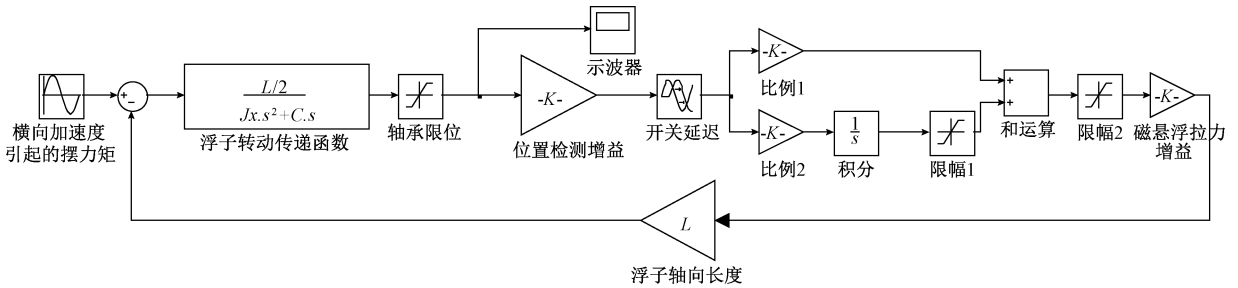 示波器
-K-
比例1
+
-
L/2
Jx.s²+C.s
-K-
+
+
-K-
横向加速度
引起的摆力矩
浮子转动传递函数
轴承限位
位置检测增益
开关延迟
-K-
比例2
1
s
积分
限幅1
和运算
限幅2
磁悬浮拉力
增益
L
浮子轴向长度